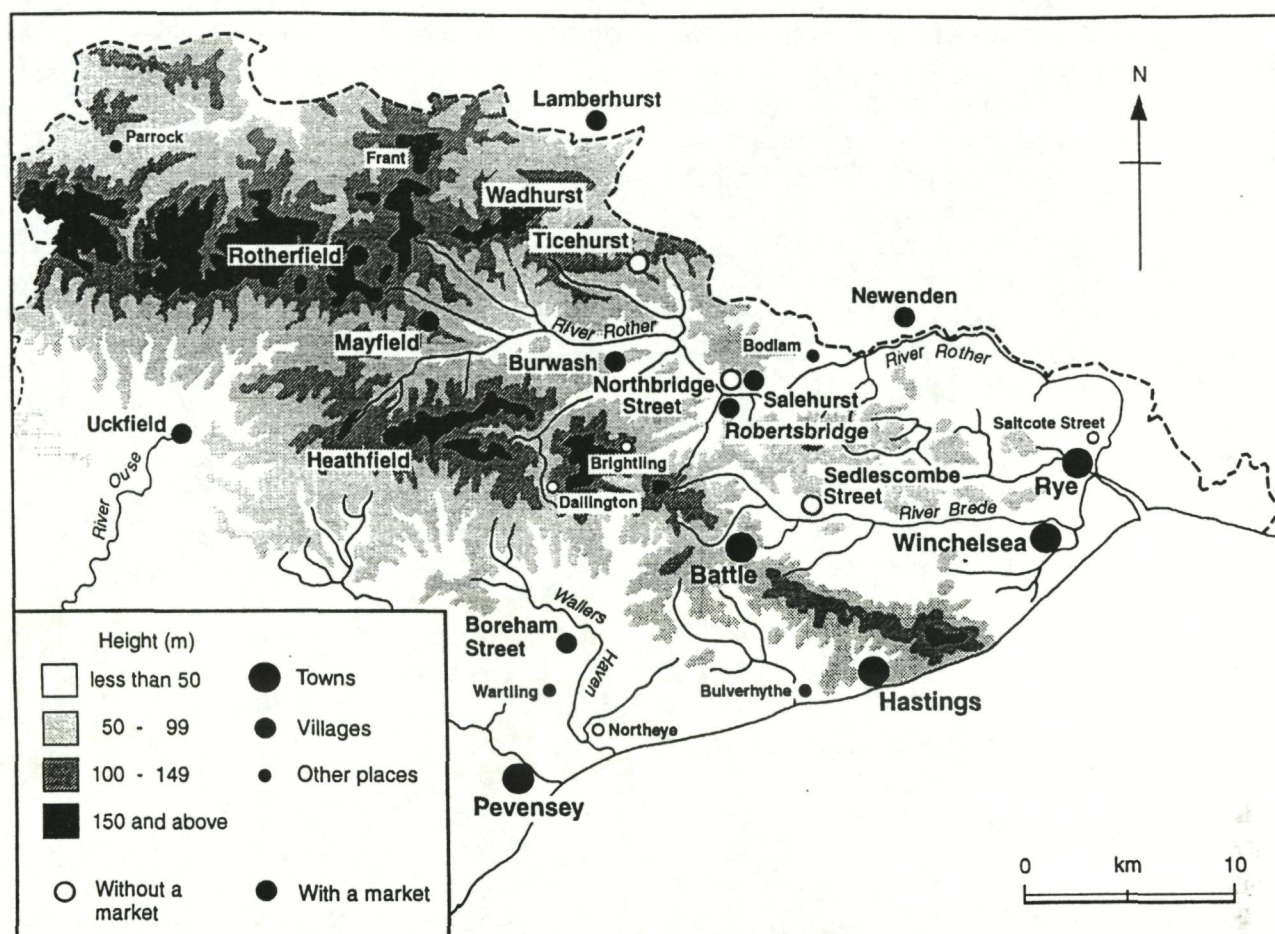 N
Lamberhurst
Parrock
Frant
Wadhurst
Ticehurst
Rotherfield
Newenden
River Rother
Mayfield
Bodiam
River Rother
Burwash
Northbridge
Street
Salehurst
Uckfield
Saltcote Street
Robertsbridge
Heathfield
Brightling
Sedlescombe
Street
Rye
Dallington
River Ouse
River Brede
Winchelsea
Battle
Wallers
Haven
Boreham
Street
Wartling
Bulverhythe
Hastings
Northeye
Pevensey
Height (m)
less than 50
50 - 99
100 - 149
150 and above
Without a
market
Towns
Villages
Other places
With a market
0 km 10